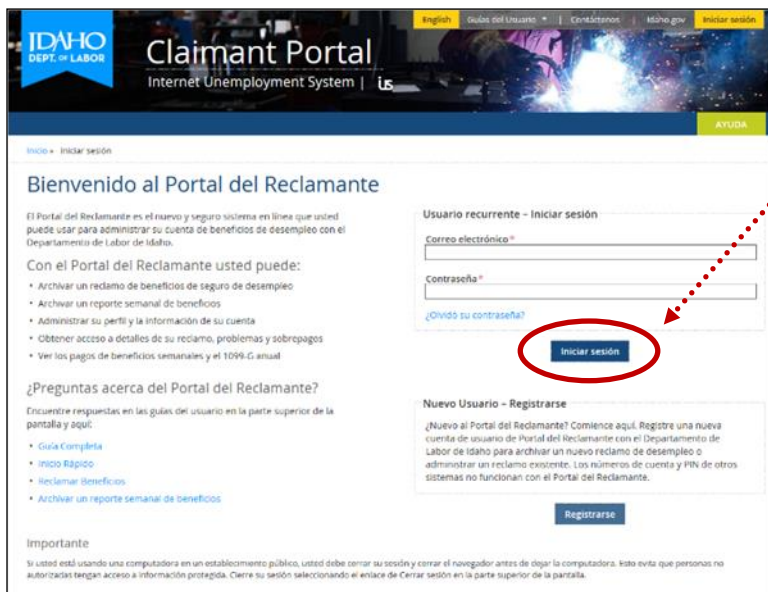 IDAHO
DEPT. OF LABOR
Claimant Portal
Internet Unemployment System | ius
English Guías del Usuario | Contáctenos | Idaho.gov Iniciar sesión
AYUDA
Inicio » Iniciar sesión
Bienvenido al Portal del Reclamante
El Portal del Reclamante es el nuevo y seguro sistema en línea que usted
puede usar para administrar su cuenta de beneficios de desempleo con el
Departamento de Labor de Idaho.
Con el Portal del Reclamante usted puede:
• Archivar un reclamo de beneficios de seguro de desempleo
• Archivar un reporte semanal de beneficios
• Administrar su perfil y la información de su cuenta
• Obtener acceso a detalles de su reclamo, problemas y sobrepagos
• Ver los pagos de beneficios semanales y el 1099-G anual
¿Preguntas acerca del Portal del Reclamante?
Encuentre respuestas en las guías del usuario en la parte superior de la
pantalla y aquí:
• Guía Completa
• Inicio Rápido
• Reclamar Beneficios
• Archivar un reporte semanal de beneficios
Usuario recurrente – Iniciar sesión
Correo electrónico *
Contraseña *
¿Olvidó su contraseña?
Iniciar sesión
Nuevo Usuario – Registrarse
¿Nuevo al Portal del Reclamante? Comience aquí. Registre una nueva
cuenta de usuario de Portal del Reclamante con el Departamento de
Labor de Idaho para archivar un nuevo reclamo de desempleo o
administrar un reclamo existente. Los números de cuenta y PIN de otros
sistemas no funcionan con el Portal del Reclamante.
Registrarse
Importante
Si usted está usando una computadora en un establecimiento público, usted debe cerrar su sesión y cerrar el navegador antes de dejar la computadora. Esto evita que personas no
autorizadas tengan acceso a información protegida. Cierre su sesión seleccionando el enlace de Cerrar sesión en la parte superior de la pantalla.